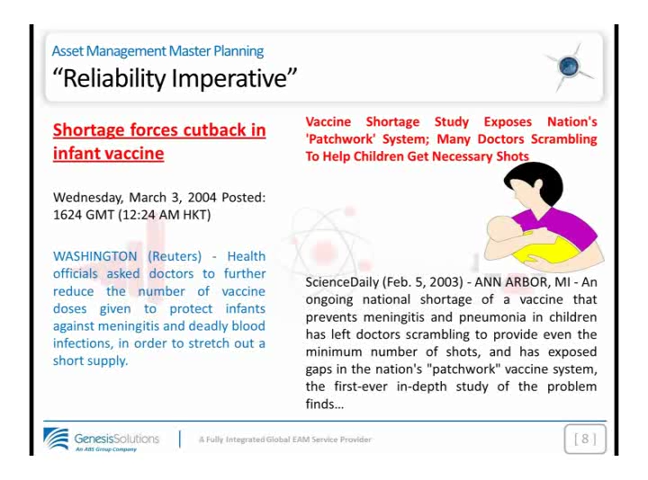 Asset Management Master Planning
“Reliability Imperative”
Shortage forces cutback in
infant vaccine
Wednesday, March 3, 2004 Posted:
1624 GMT (12:24 AM HKT)
WASHINGTON (Reuters) - Health
officials asked doctors to further
reduce the number of vaccine
doses given to protect infants
against meningitis and deadly blood
infections, in order to stretch out a
short supply.
Vaccine Shortage Study Exposes Nation's
'Patchwork' System; Many Doctors Scrambling
To Help Children Get Necessary Shots
ScienceDaily (Feb. 5, 2003) - ANN ARBOR, MI - An
ongoing national shortage of a vaccine that
prevents meningitis and pneumonia in children
has left doctors scrambling to provide even the
minimum number of shots, and has exposed
gaps in the nation's "patchwork" vaccine system,
the first-ever in-depth study of the problem
finds...
GenesisSolutions
An ABS Group Company
A Fully Integrated Global EAM Service Provider
[ 8 ]